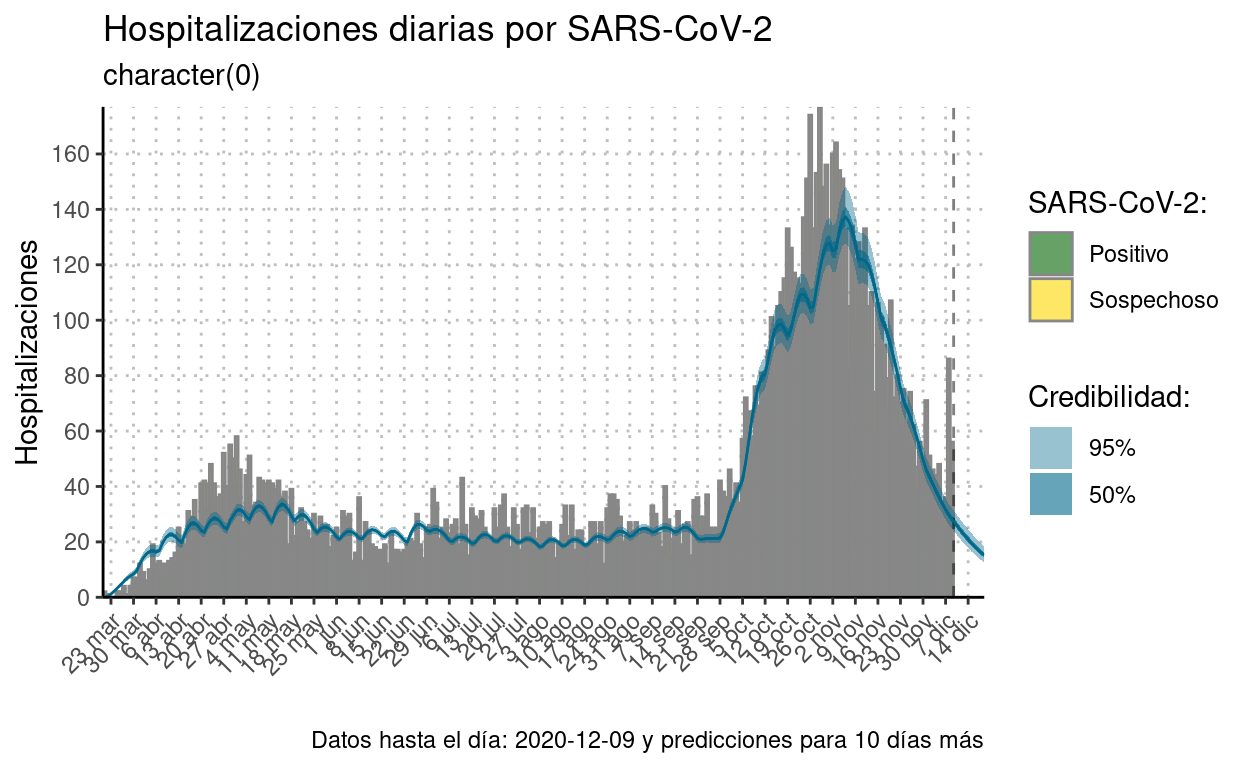 Hospitalizaciones diarias por SARS-CoV-2
character(0)
Hospitalizaciones
160
140
120
100
80
60
40
20
0
23 mar
30 mar
6 abr
13 abr
20 abr
27 abr
4 may
11 may
18 may
25 may
1 jun
8 jun
15 jun
22 jun
29 jun
6 jul
13 jul
20 jul
27 jul
3 ago
10 ago
17 ago
24 ago
31 ago
7 sep
14 sep
21 sep
28 sep
5 oct
12 oct
19 oct
26 oct
2 nov
9 nov
16 nov
23 nov
30 nov
7 dic
14 dic
SARS-CoV-2:
Positivo
Sospechoso
Credibilidad:
95%
50%
Datos hasta el día: 2020-12-09 y predicciones para 10 días más